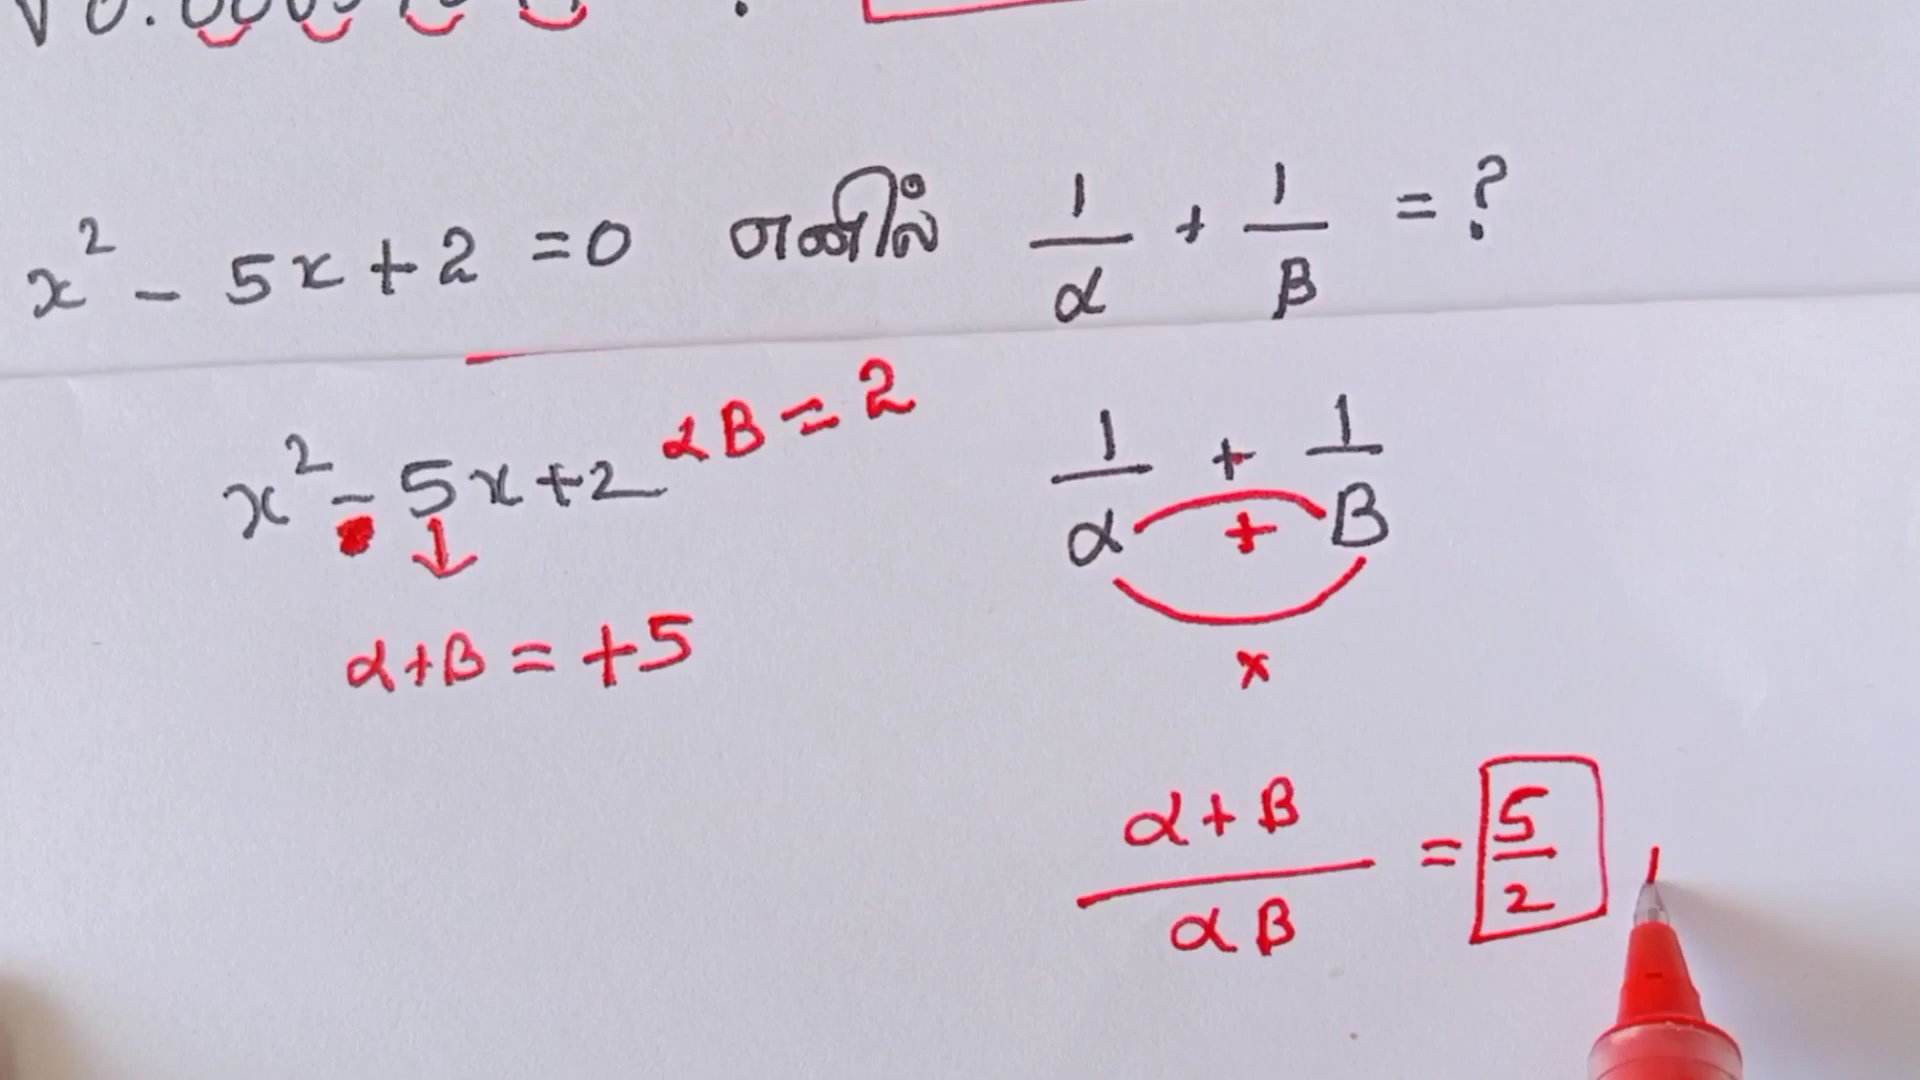 x² - 5x + 2 = 0 எனில் 1/α + 1/β = ?
x² - 5x + 2 αβ = 2
1/α + 1/β
+
α + β = +5
x
α + β / αβ = 5/2